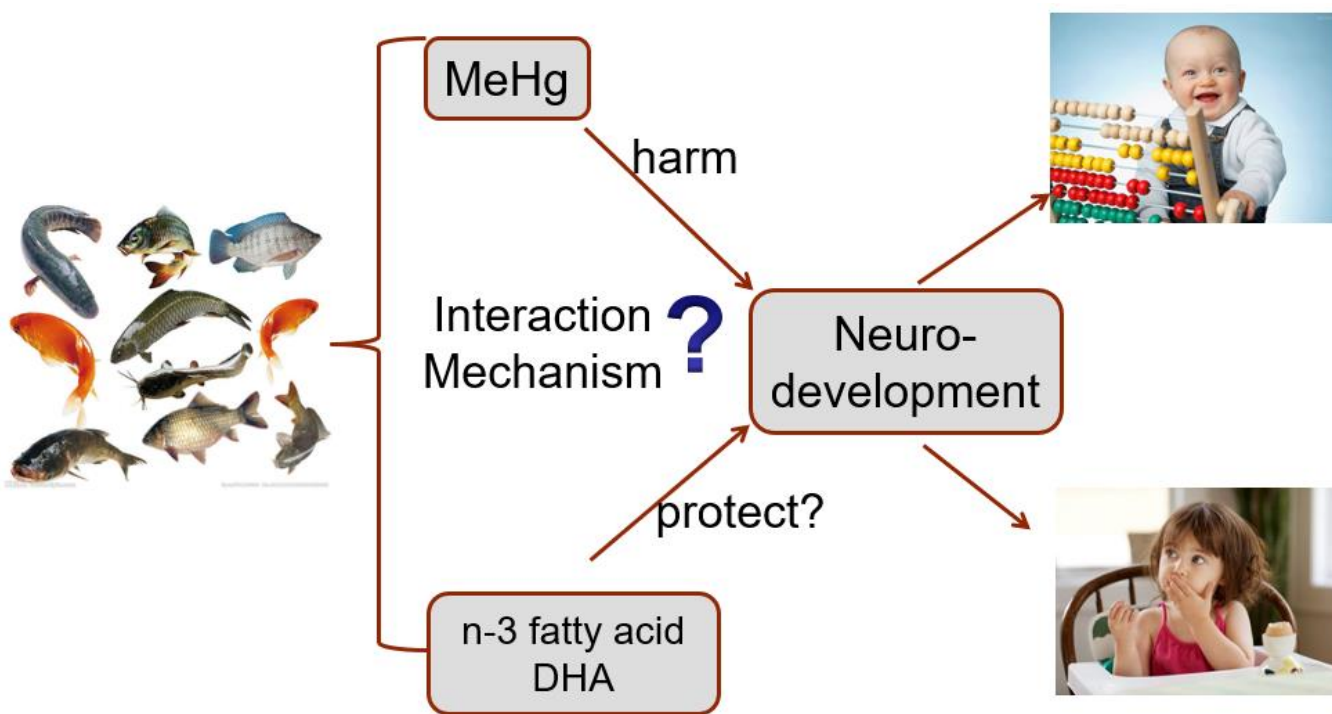 MeHg
harm
Interaction
Mechanism
?
Neuro-
development
protect?
n-3 fatty acid
DHA